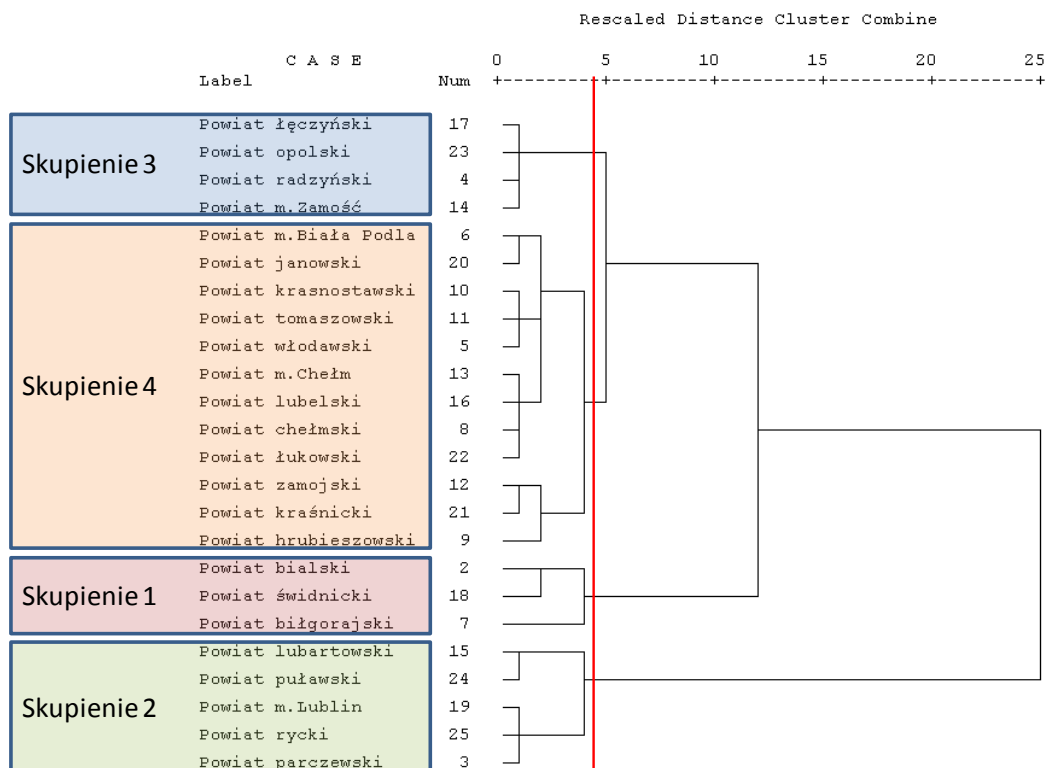 Rescaled Distance Cluster Combine
C A S E 0 5 10 15 20 25
Label Num +---------+---------+---------+---------+---------+
Powiat łęczyński 17
Powiat opolski 23
Skupienie 3
Powiat radzyński 4
Powiat m.Zamość 14
Powiat m.Biała Podla 6
Powiat janowski 20
Powiat krasnostawski 10
Powiat tomaszowski 11
Powiat włodawski 5
Powiat m.Chełm 13
Skupienie 4
Powiat lubelski 16
Powiat chełmski 8
Powiat łukowski 22
Powiat zamojski 12
Powiat kraśnicki 21
Powiat hrubieszowski 9
Powiat bialski 2
Skupienie 1
Powiat świdnicki 18
Powiat biłgorajski 7
Powiat lubartowski 15
Powiat puławski 24
Skupienie 2
Powiat m.Lublin 19
Powiat rycki 25
Powiat parczewski 3